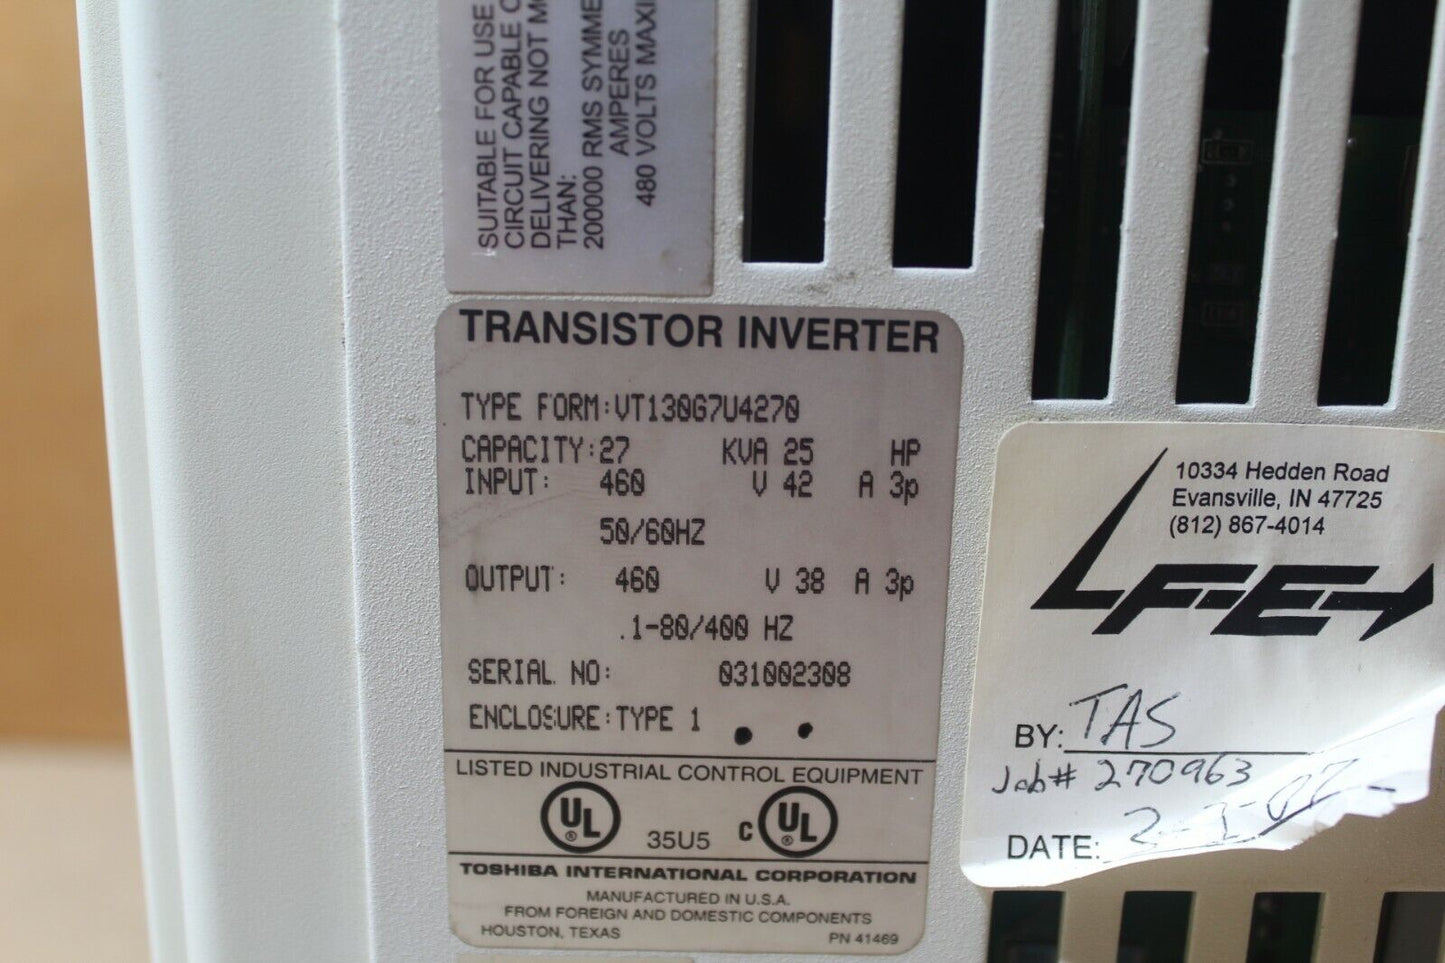 SUITABLE FOR USE
CIRCUIT CAPABLE
DELIVERING NOT
THAN:
200000 RMS
AMPERES
480 VOLTS
TRANSISTOR INVERTER
TYPE FORM:VT130G7U4270
CAPACITY:27 KVA 25 HP
INPUT: 460 V 42 A 3p
50/60HZ
OUTPUT: 460 V 38 A 3p
.1-80/400 HZ
SERIAL NO: 031002308
ENCLOSURE:TYPE 1
LISTED INDUSTRIAL CONTROL EQUIPMENT
UL ® 35U5 C UL ®
TOSHIBA INTERNATIONAL CORPORATION
MANUFACTURED IN U.S.A.
FROM FOREIGN AND DOMESTIC COMPONENTS
HOUSTON, TEXAS PN 41469
10334 Hedden Road
Evansville, IN 47725
(812) 867-4014
LFE
BY: TAS
Job# 270963
DATE: